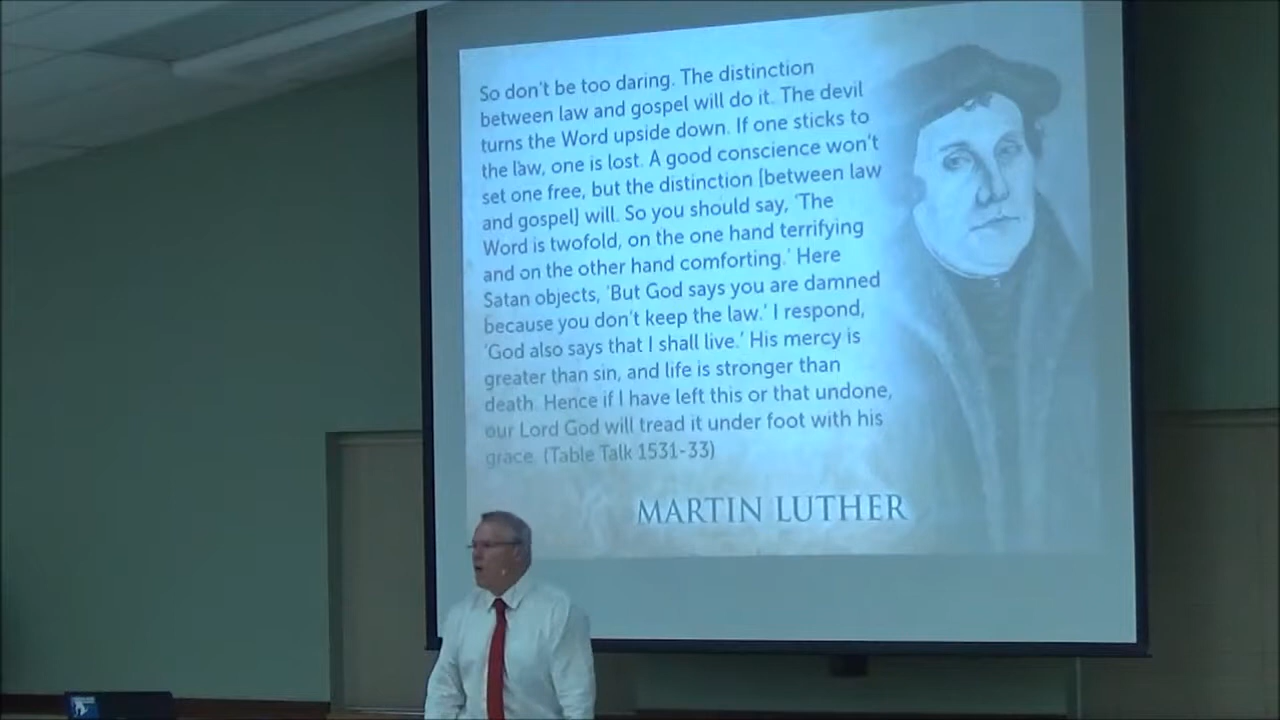 So don't be too daring. The distinction
between law and gospel will do it. The devil
turns the Word upside down. If one sticks to
the law, one is lost. A good conscience won't
set one free, but the distinction [between law
and gospel] will. So you should say, 'The
Word is twofold, on the one hand terrifying
and on the other hand comforting.' Here
Satan objects, 'But God says you are damned
because you don't keep the law.' I respond,
'God also says that I shall live.' His mercy is
greater than sin, and life is stronger than
death. Hence if I have left this or that undone,
our Lord God will tread it under foot with his
grace. (Table Talk 1531-33)
MARTIN LUTHER